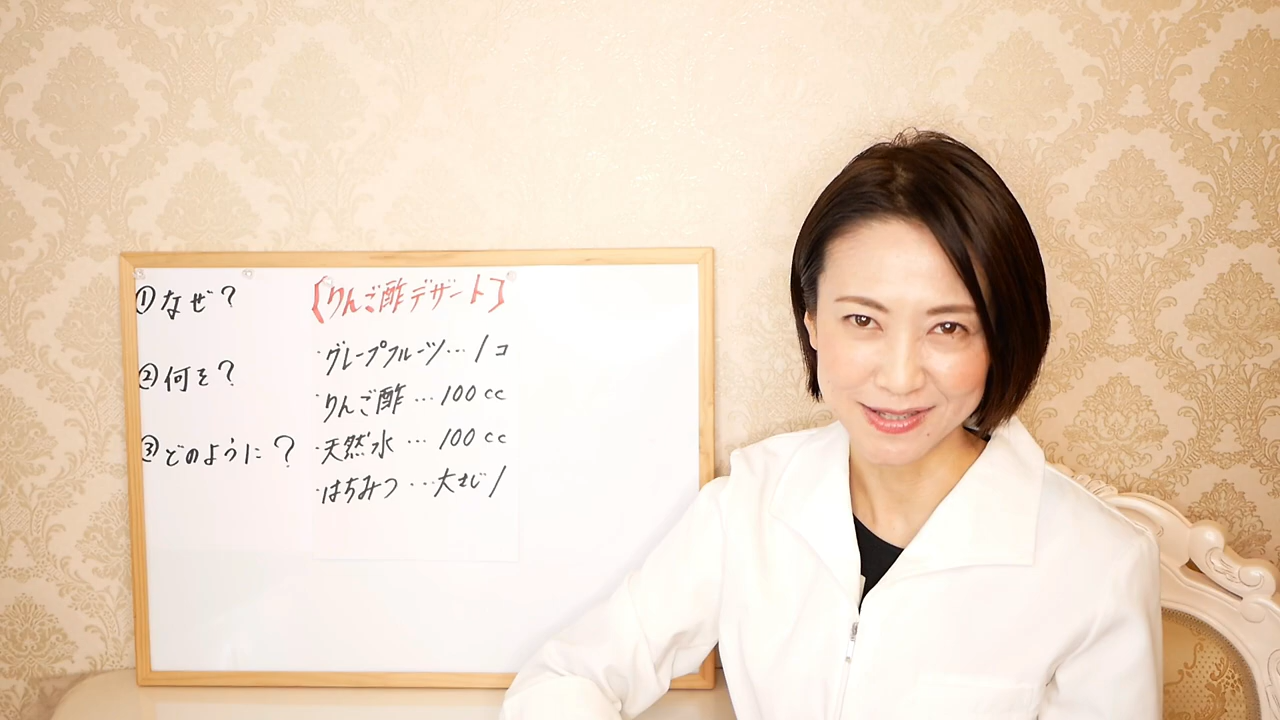 ①なぜ?
②何を?
③どのように?
【りんご酢デザート】
・グレープフルーツ…1コ
・りんご酢…100cc
・天然水…100cc
・はちみつ…大さじ1